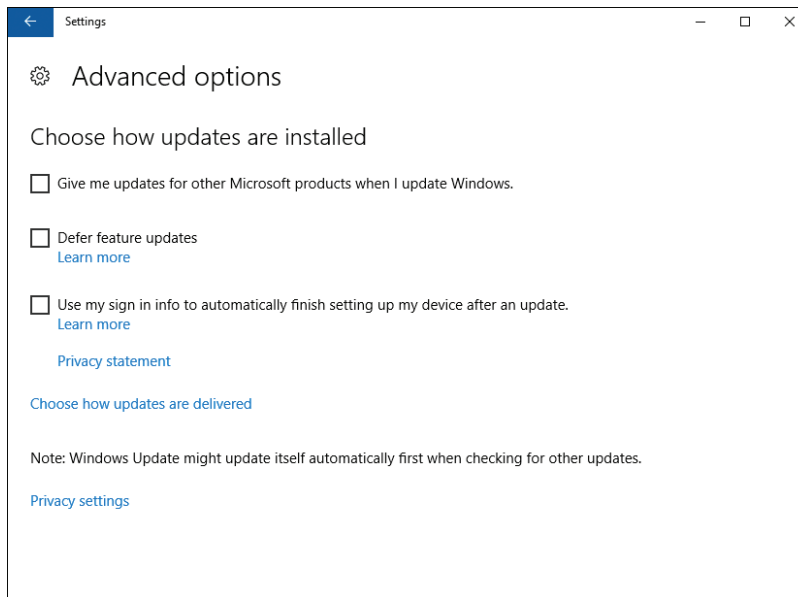 Settings
Advanced options
Choose how updates are installed
Give me updates for other Microsoft products when I update Windows.
Defer feature updates
Learn more
Use my sign in info to automatically finish setting up my device after an update.
Learn more
Privacy statement
Choose how updates are delivered
Note: Windows Update might update itself automatically first when checking for other updates.
Privacy settings